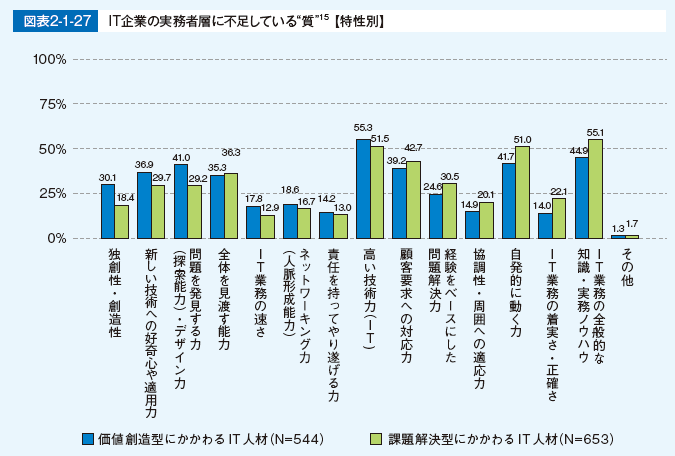 図表2-1-27 IT企業の実務者層に不足している“質”15【特性別】
100%
75%
50%
25%
0%
30.1
18.4
36.9
29.7
41.0
29.2
35.3
36.3
17.8
12.9
18.6
16.7
14.2
13.0
55.3
51.5
39.2
42.7
24.6
30.5
14.9
20.1
41.7
51.0
14.0
22.1
44.9
55.1
1.3
1.7
独創性・創造性
新しい技術への好奇心や適用力
問題を発見する力
(探索能力)・デザイン力
全体を見渡す能力
IT業務の速さ
ネットワーキング力
(人脈形成能力)
責任を持ってやり遂げる力
高い技術力(IT)
顧客要求への対応力
経験をベースにした
問題解決力
協調性・周囲への適応力
自発的に動く力
IT業務の着実さ・正確さ
IT業務の全般的な
知識・実務ノウハウ
その他
価値創造型にかかわるIT人材(N=544)
課題解決型にかかわるIT人材(N=653)